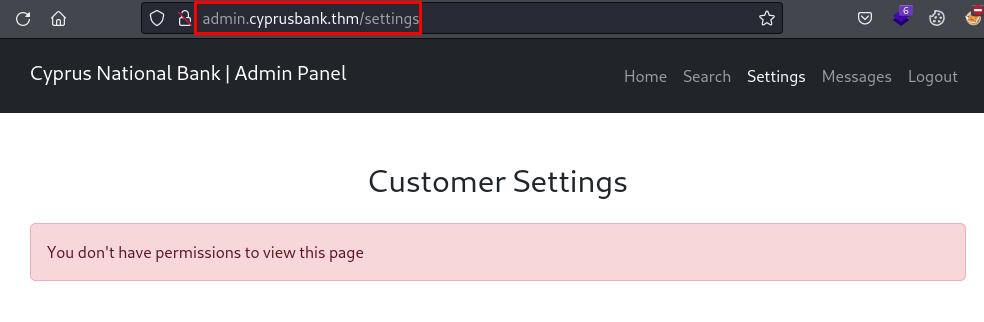 admin.cyprusbank.thm/settings
6
Cyprus National Bank | Admin Panel
Home Search Settings Messages Logout
Customer Settings
You don't have permissions to view this page